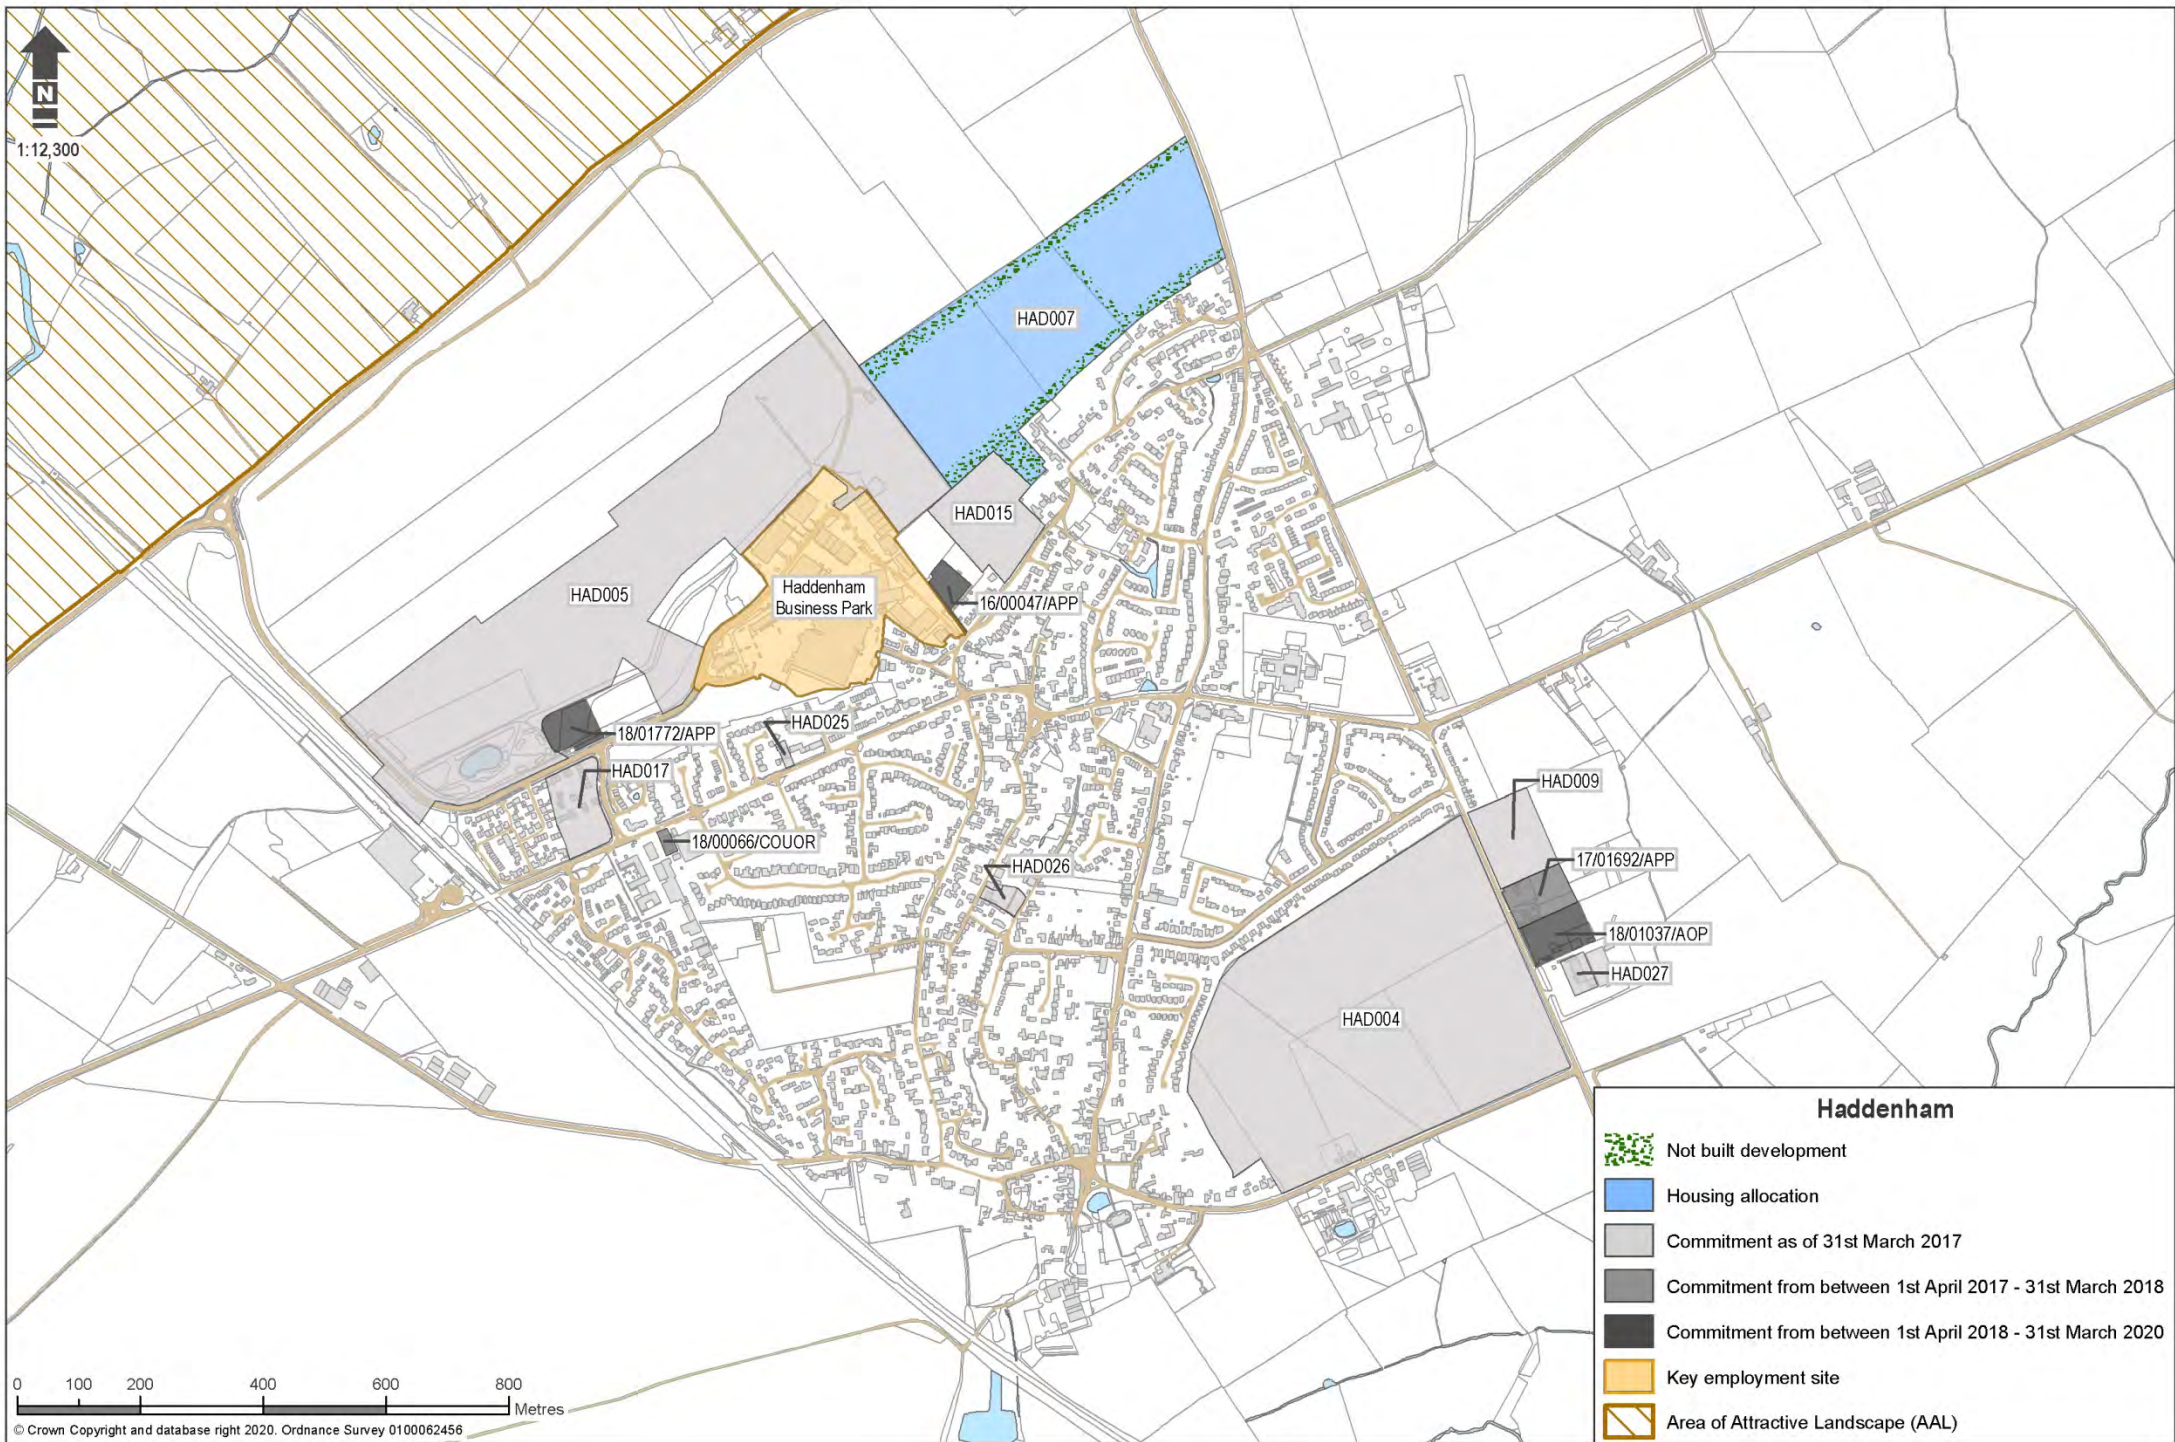 N
1:12,300
HAD007
HAD015
HAD005
Haddenham
Business Park
16/00047/APP
18/01772/APP
HAD025
HAD017
HAD009
18/00066/COUOR
17/01692/APP
HAD026
18/01037/AOP
HAD027
HAD004
Haddenham
Not built development
Housing allocation
Commitment as of 31st March 2017
Commitment from between 1st April 2017 - 31st March 2018
Commitment from between 1st April 2018 - 31st March 2020
Key employment site
Area of Attractive Landscape (AAL)
0 100 200 400 600 800
Metres
© Crown Copyright and database right 2020. Ordnance Survey 0100062456